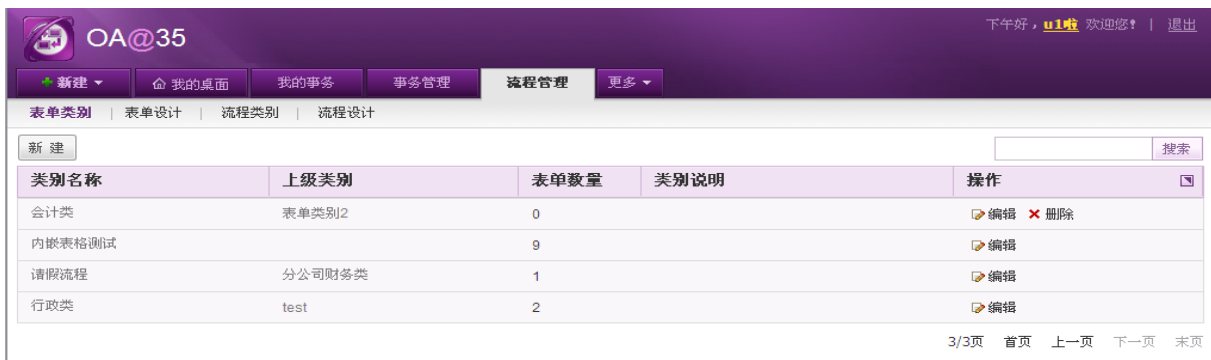 OA@35
下午好，u1啦 欢迎您！ | 退出
新建 我的桌面 我的事务 事务管理 流程管理 更多
表单类别 | 表单设计 | 流程类别 | 流程设计
新 建 搜索
类别名称 上级类别 表单数量 类别说明 操作
会计类 表单类别2 0 编辑 删除
内嵌表格测试 9 编辑
请假流程 分公司财务类 1 编辑
行政类 test 2 编辑
3/3页 首页 上一页 下一页 末页